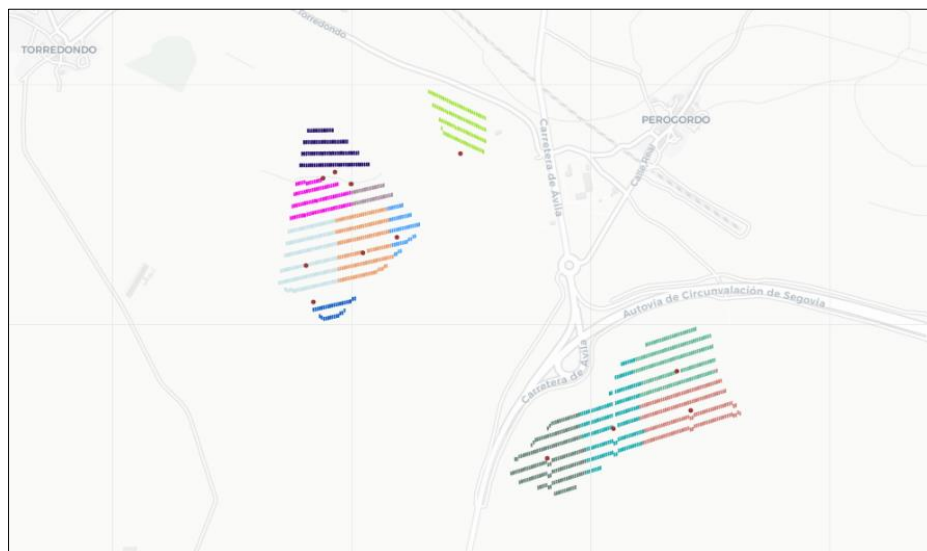 Torredondo
TORREDONDO
PEROGORDO
Carretera de Ávila
Calle Real
Autovía de Circunvalación de Segovia
Carretera de Ávila